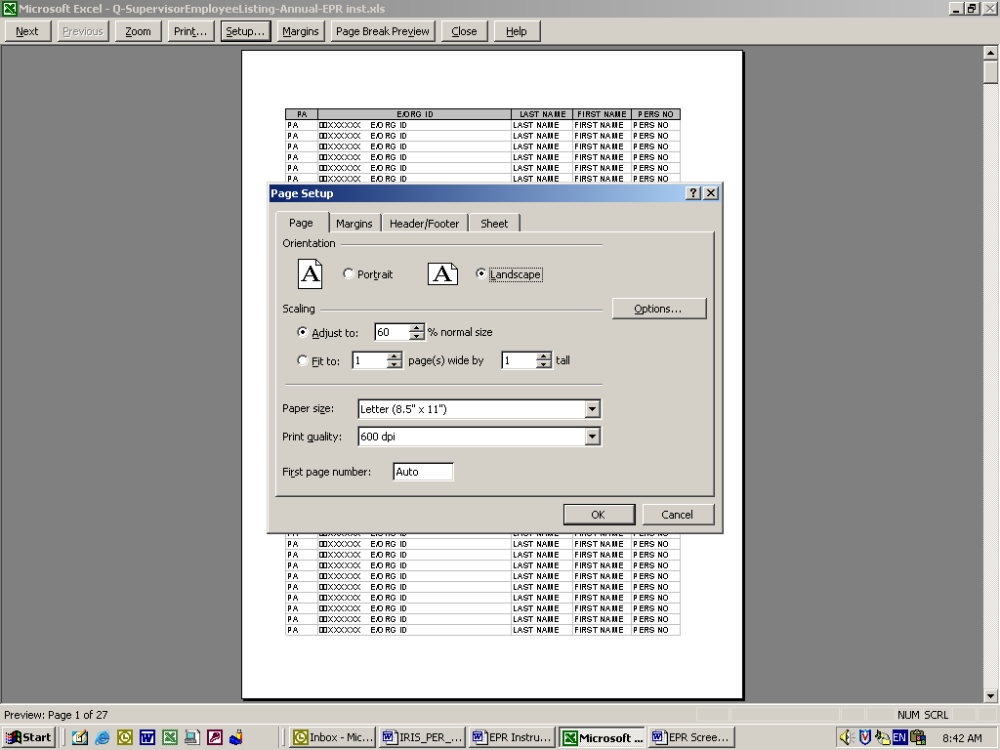 Microsoft Excel - Q-SupervisorEmployeeListing-Annual-EPR inst.xls
Next Previous Zoom Print... Setup... Margins Page Break Preview Close Help
PA E/ORG ID LAST NAME FIRST NAME PERS NO
PA XXXXXX E/ORG ID LAST NAME FIRST NAME PERS NO
PA XXXXXX E/ORG ID LAST NAME FIRST NAME PERS NO
PA XXXXXX E/ORG ID LAST NAME FIRST NAME PERS NO
PA XXXXXX E/ORG ID LAST NAME FIRST NAME PERS NO
PA XXXXXX E/ORG ID LAST NAME FIRST NAME PERS NO
PA XXXXXX E/ORG ID LAST NAME FIRST NAME PERS NO
Page Setup
Page Margins Header/Footer Sheet
Orientation
A Portrait A Landscape
Scaling
Options...
Adjust to: 60 % normal size
Fit to: 1 page(s) wide by 1 tall
Paper size: Letter (8.5" x 11")
Print quality: 600 dpi
First page number: Auto
OK Cancel
PA XXXXXX E/ORG ID LAST NAME FIRST NAME PERS NO
PA XXXXXX E/ORG ID LAST NAME FIRST NAME PERS NO
PA XXXXXX E/ORG ID LAST NAME FIRST NAME PERS NO
PA XXXXXX E/ORG ID LAST NAME FIRST NAME PERS NO
PA XXXXXX E/ORG ID LAST NAME FIRST NAME PERS NO
PA XXXXXX E/ORG ID LAST NAME FIRST NAME PERS NO
PA XXXXXX E/ORG ID LAST NAME FIRST NAME PERS NO
PA XXXXXX E/ORG ID LAST NAME FIRST NAME PERS NO
PA XXXXXX E/ORG ID LAST NAME FIRST NAME PERS NO
PA XXXXXX E/ORG ID LAST NAME FIRST NAME PERS NO
Preview: Page 1 of 27 NUM SCRL
Start Inbox - Mic... IRIS_PER_... EPR Instru... Microsoft ... EPR Scree... EN 8:42 AM